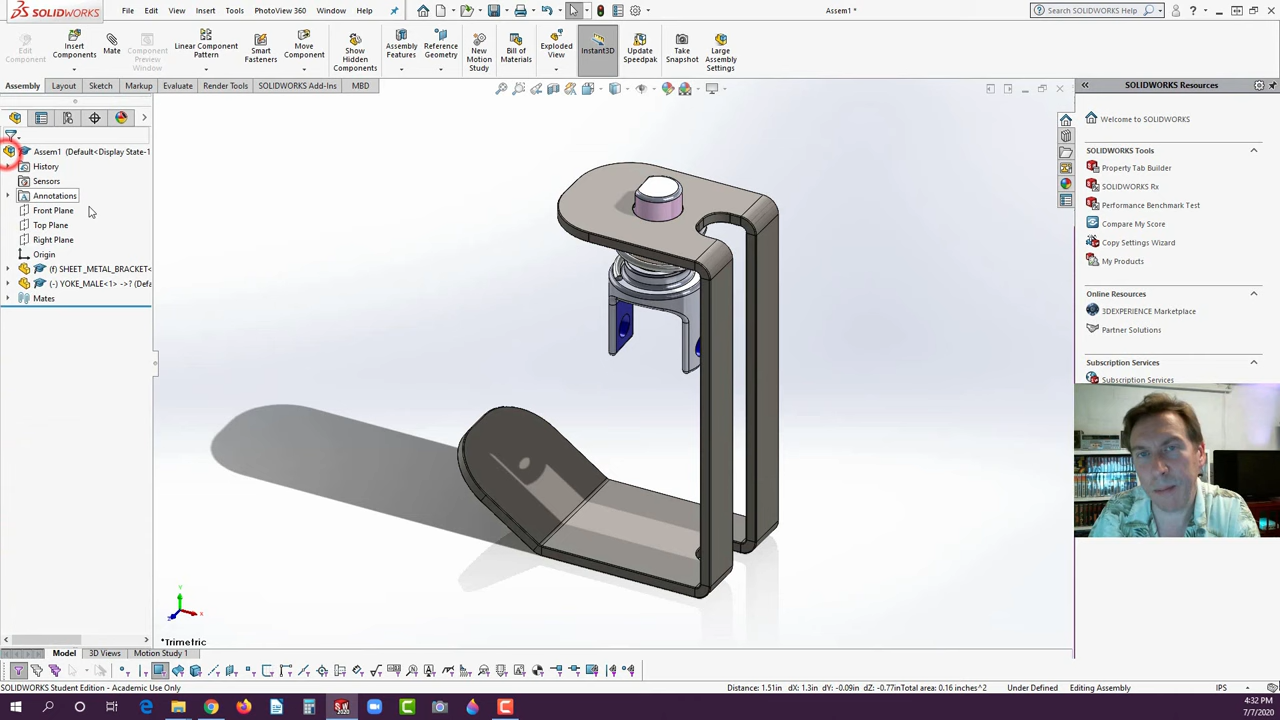 SOLIDWORKS File Edit View Insert Tools PhotoView 360 Window Help Assem1 * Search SOLIDWORKS Help
Edit Component
Insert Components
Mate
Component Preview Window
Linear Component Pattern
Smart Fasteners
Move Component
Show Hidden Components
Assembly Features
Reference Geometry
New Motion Study
Bill of Materials
Exploded View
Instant3D
Update Speedpak
Take Snapshot
Large Assembly Settings
Assembly Layout Sketch Markup Evaluate Render Tools SOLIDWORKS Add-Ins MBD
Assem1 (Default<Display State-1
History
Sensors
Annotations
Front Plane
Top Plane
Right Plane
Origin
(f) SHEET_METAL_BRACKET<
(-) YOKE_MALE<1> ->? (Defa
Mates
SOLIDWORKS Resources
Welcome to SOLIDWORKS
SOLIDWORKS Tools
Property Tab Builder
SOLIDWORKS Rx
Performance Benchmark Test
Compare My Score
Copy Settings Wizard
My Products
Online Resources
3DEXPERIENCE Marketplace
Partner Solutions
Subscription Services
Subscription Services
*Trimetric
Model 3D Views Motion Study 1
SOLIDWORKS Student Edition - Academic Use Only Distance: 1.51in dX: 1.3in dY: -0.09in dZ: -0.77inTotal area: 0.16 inches^2 Under Defined Editing Assembly IPS
4:32 PM
7/7/2020